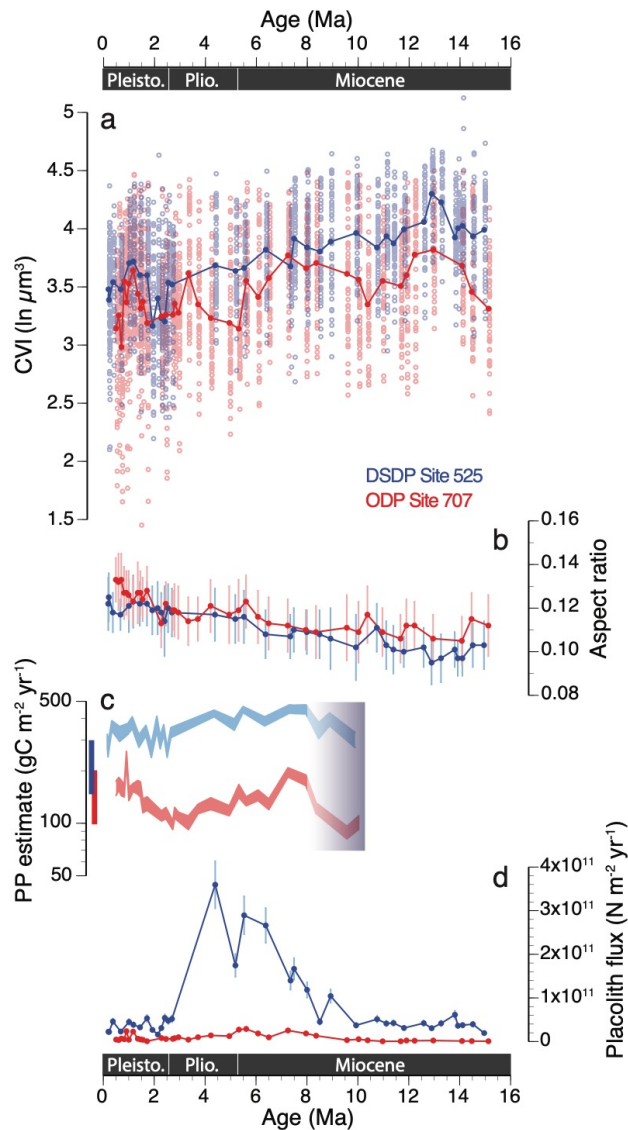 Age (Ma)
0 2 4 6 8 10 12 14 16
Pleisto. Plio. Miocene
a
5
4.5
4
3.5
3
2.5
2
1.5
CVI (ln µm³)
DSDP Site 525
ODP Site 707
b
0.16
0.14
0.12
0.10
0.08
Aspect ratio
c
500
100
50
PP estimate (gC m⁻² yr⁻¹)
d
4x10¹¹
3x10¹¹
2x10¹¹
1x10¹¹
0
Placolith flux (N m⁻² yr⁻¹)
Pleisto. Plio. Miocene
0 2 4 6 8 10 12 14 16
Age (Ma)